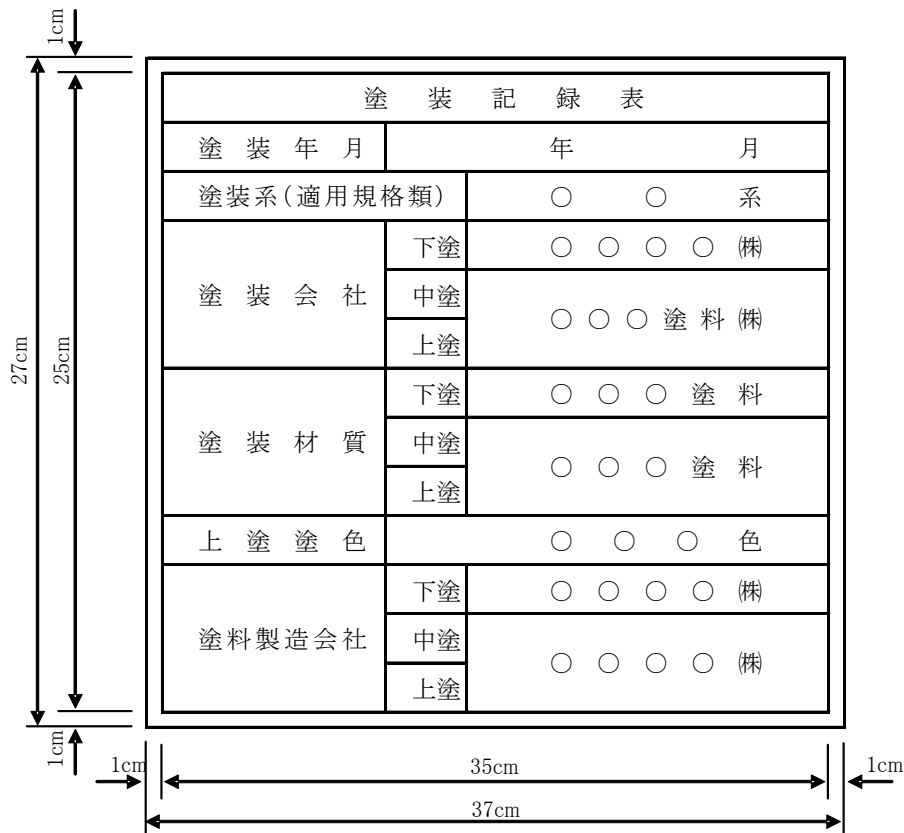 1cm
塗装記録表
塗装年月 年 月
塗装系(適用規格類) ○ ○ 系
塗装会社 下塗 ○○○○㈱
中塗 ○○○塗料㈱
上塗
塗装材質 下塗 ○○○塗料
中塗 ○○○塗料
上塗
上塗塗色 ○○○色
塗料製造会社 下塗 ○○○○㈱
中塗 ○○○○㈱
上塗
27cm
25cm
1cm
1cm
35cm
1cm
37cm